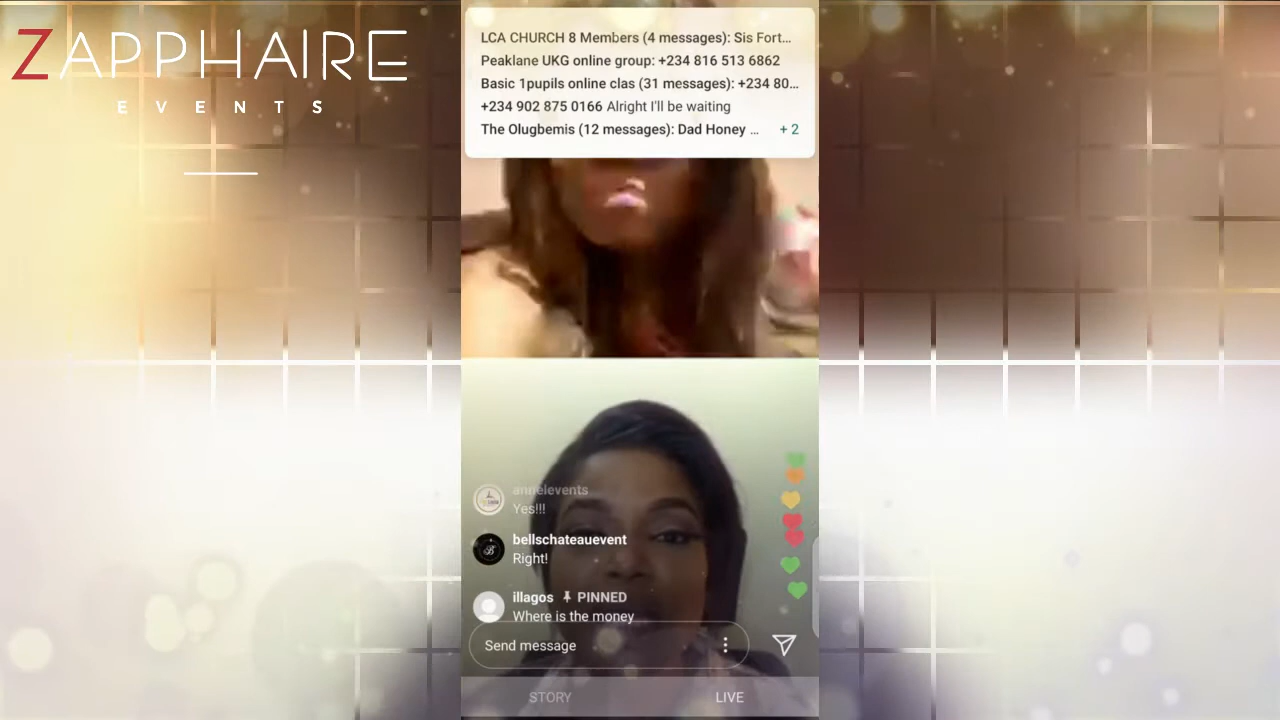 ZAPPHAIRE
EVENTS
LCA CHURCH 8 Members (4 messages): Sis Fort...
Peaklane UKG online group: +234 816 513 6862
Basic 1pupils online clas (31 messages): +234 80...
+234 902 875 0166 Alright I'll be waiting
The Olugbemis (12 messages): Dad Honey ... + 2
annelevents
Yes!!!
bellschateauevent
Right!
illagos PINNED
Where is the money
Send message
STORY LIVE